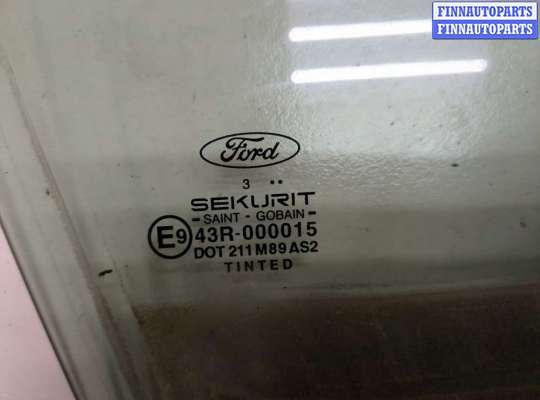 FINNAUTOPARTS
FINNAUTOPARTS
Ford
3 ..
SEKURIT
- SAINT - GOBAIN -
E9 43R-000015
DOT 211 M89 AS2
TINTED